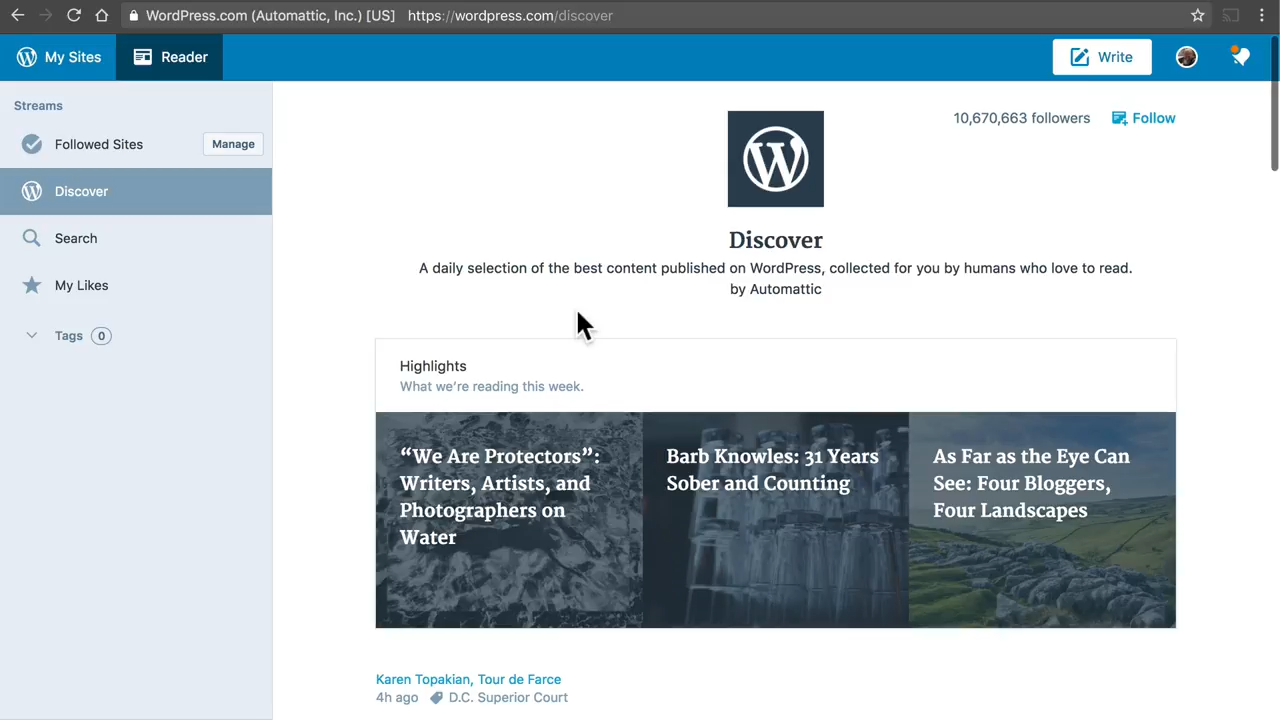 WordPress.com (Automattic, Inc.) [US] https://wordpress.com/discover
My Sites
Reader
Write
Streams
Followed Sites
Manage
Discover
Search
My Likes
Tags 0
10,670,663 followers
Follow
Discover
A daily selection of the best content published on WordPress, collected for you by humans who love to read.
by Automattic
Highlights
What we’re reading this week.
“We Are Protectors”:
Writers, Artists, and
Photographers on
Water
Barb Knowles: 31 Years
Sober and Counting
As Far as the Eye Can
See: Four Bloggers,
Four Landscapes
Karen Topakian, Tour de Farce
4h ago D.C. Superior Court